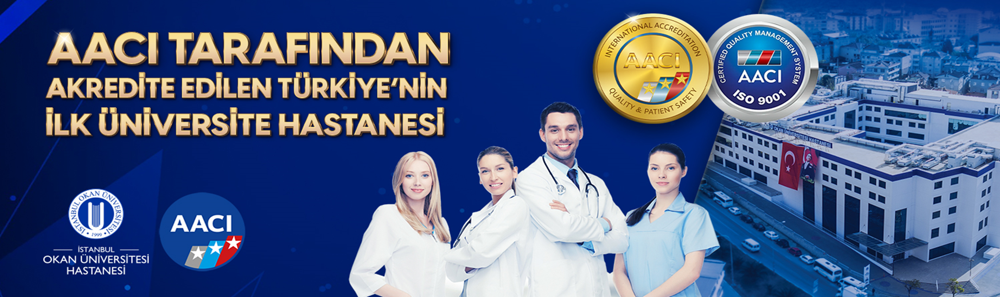 AACI TARAFINDAN
AKREDİTE EDİLEN TÜRKİYE'NİN
İLK ÜNİVERSİTE HASTANESİ
INTERNATIONAL ACCREDITATION
AACI
QUALITY & PATIENT SAFETY
CERTIFIED QUALITY MANAGEMENT SYSTEM
AACI
ISO 9001
OKAN ÜNİVERSİTESİ HASTANESİ
İSTANBUL OKAN ÜNİVERSİTESİ
1999
İSTANBUL
OKAN ÜNİVERSİTESİ
HASTANESİ
AACI